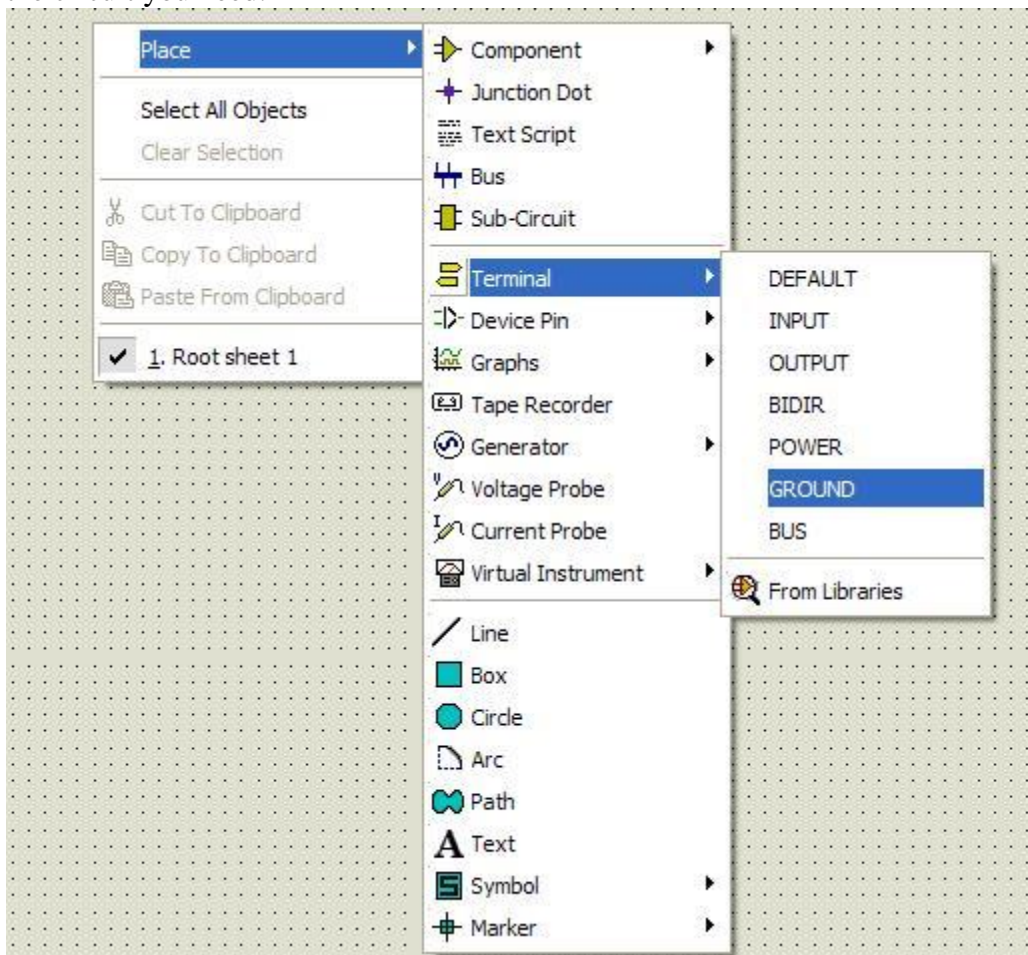 Place
Select All Objects
Clear Selection
Cut To Clipboard
Copy To Clipboard
Paste From Clipboard
1. Root sheet 1
Component
Junction Dot
Text Script
Bus
Sub-Circuit
Terminal
Device Pin
Graphs
Tape Recorder
Generator
Voltage Probe
Current Probe
Virtual Instrument
Line
Box
Circle
Arc
Path
Text
Symbol
Marker
DEFAULT
INPUT
OUTPUT
BIDIR
POWER
GROUND
BUS
From Libraries